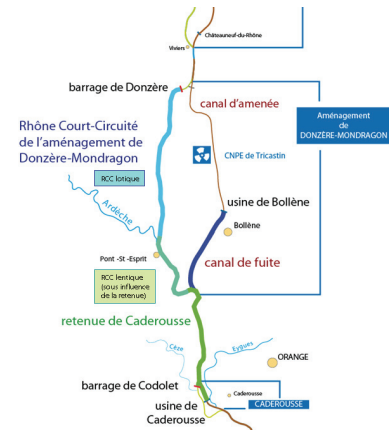 Châteauneuf-du-Rhône
Viviers
barrage de Donzère
canal d'amenée
Rhône Court-Circuité
de l'aménagement de
Donzère-Mondragon
Aménagement
de
DONZÈRE-MONDRAGON
CNPE de Tricastin
RCC lotique
Ardèche
usine de Bollène
Bollène
Pont -St -Esprit
canal de fuite
RCC lentique
(sous influence
de la retenue)
retenue de Caderousse
Cèze
Eygues
ORANGE
barrage de Codolet
Caderousse
CADEROUSSE
usine de
Caderousse